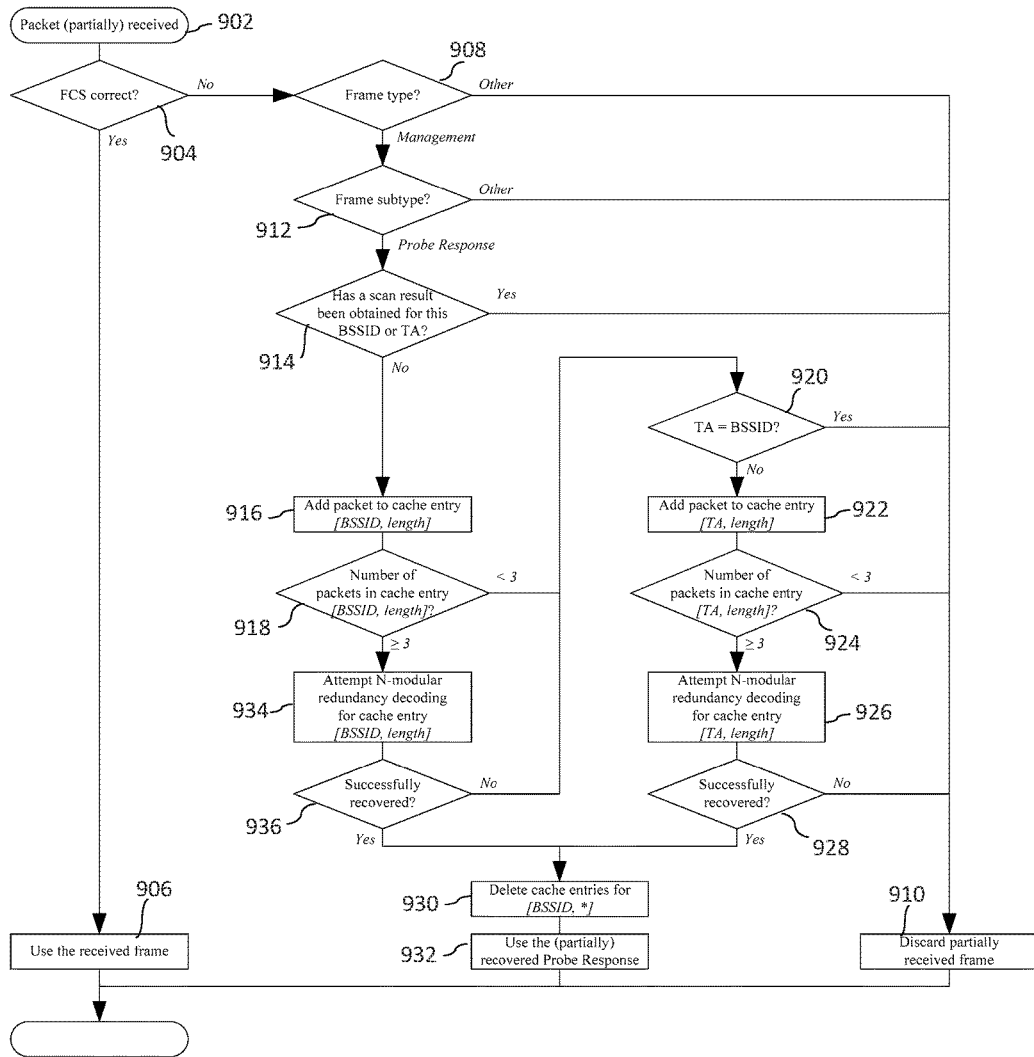 Packet (partially) received
902
908
FCS correct?
No
Frame type?
Other
904
Yes
Management
Frame subtype?
Other
912
Probe Response
Has a scan result
been obtained for this
BSSID or TA?
Yes
914
No
920
TA = BSSID?
Yes
No
916
Add packet to cache entry
[BSSID, length]
Add packet to cache entry
[TA, length]
922
Number of
packets in cache entry
[BSSID, length]?
< 3
918
≥ 3
Number of
packets in cache entry
[TA, length]?
< 3
924
≥ 3
934
Attempt N-modular
redundancy decoding
for cache entry
[BSSID, length]
Attempt N-modular
redundancy decoding
for cache entry
[TA, length]
926
Successfully
recovered?
No
936
Yes
Successfully
recovered?
No
928
Yes
930
Delete cache entries for
[BSSID, *]
906
Use the received frame
932
Use the (partially)
recovered Probe Response
910
Discard partially
received frame